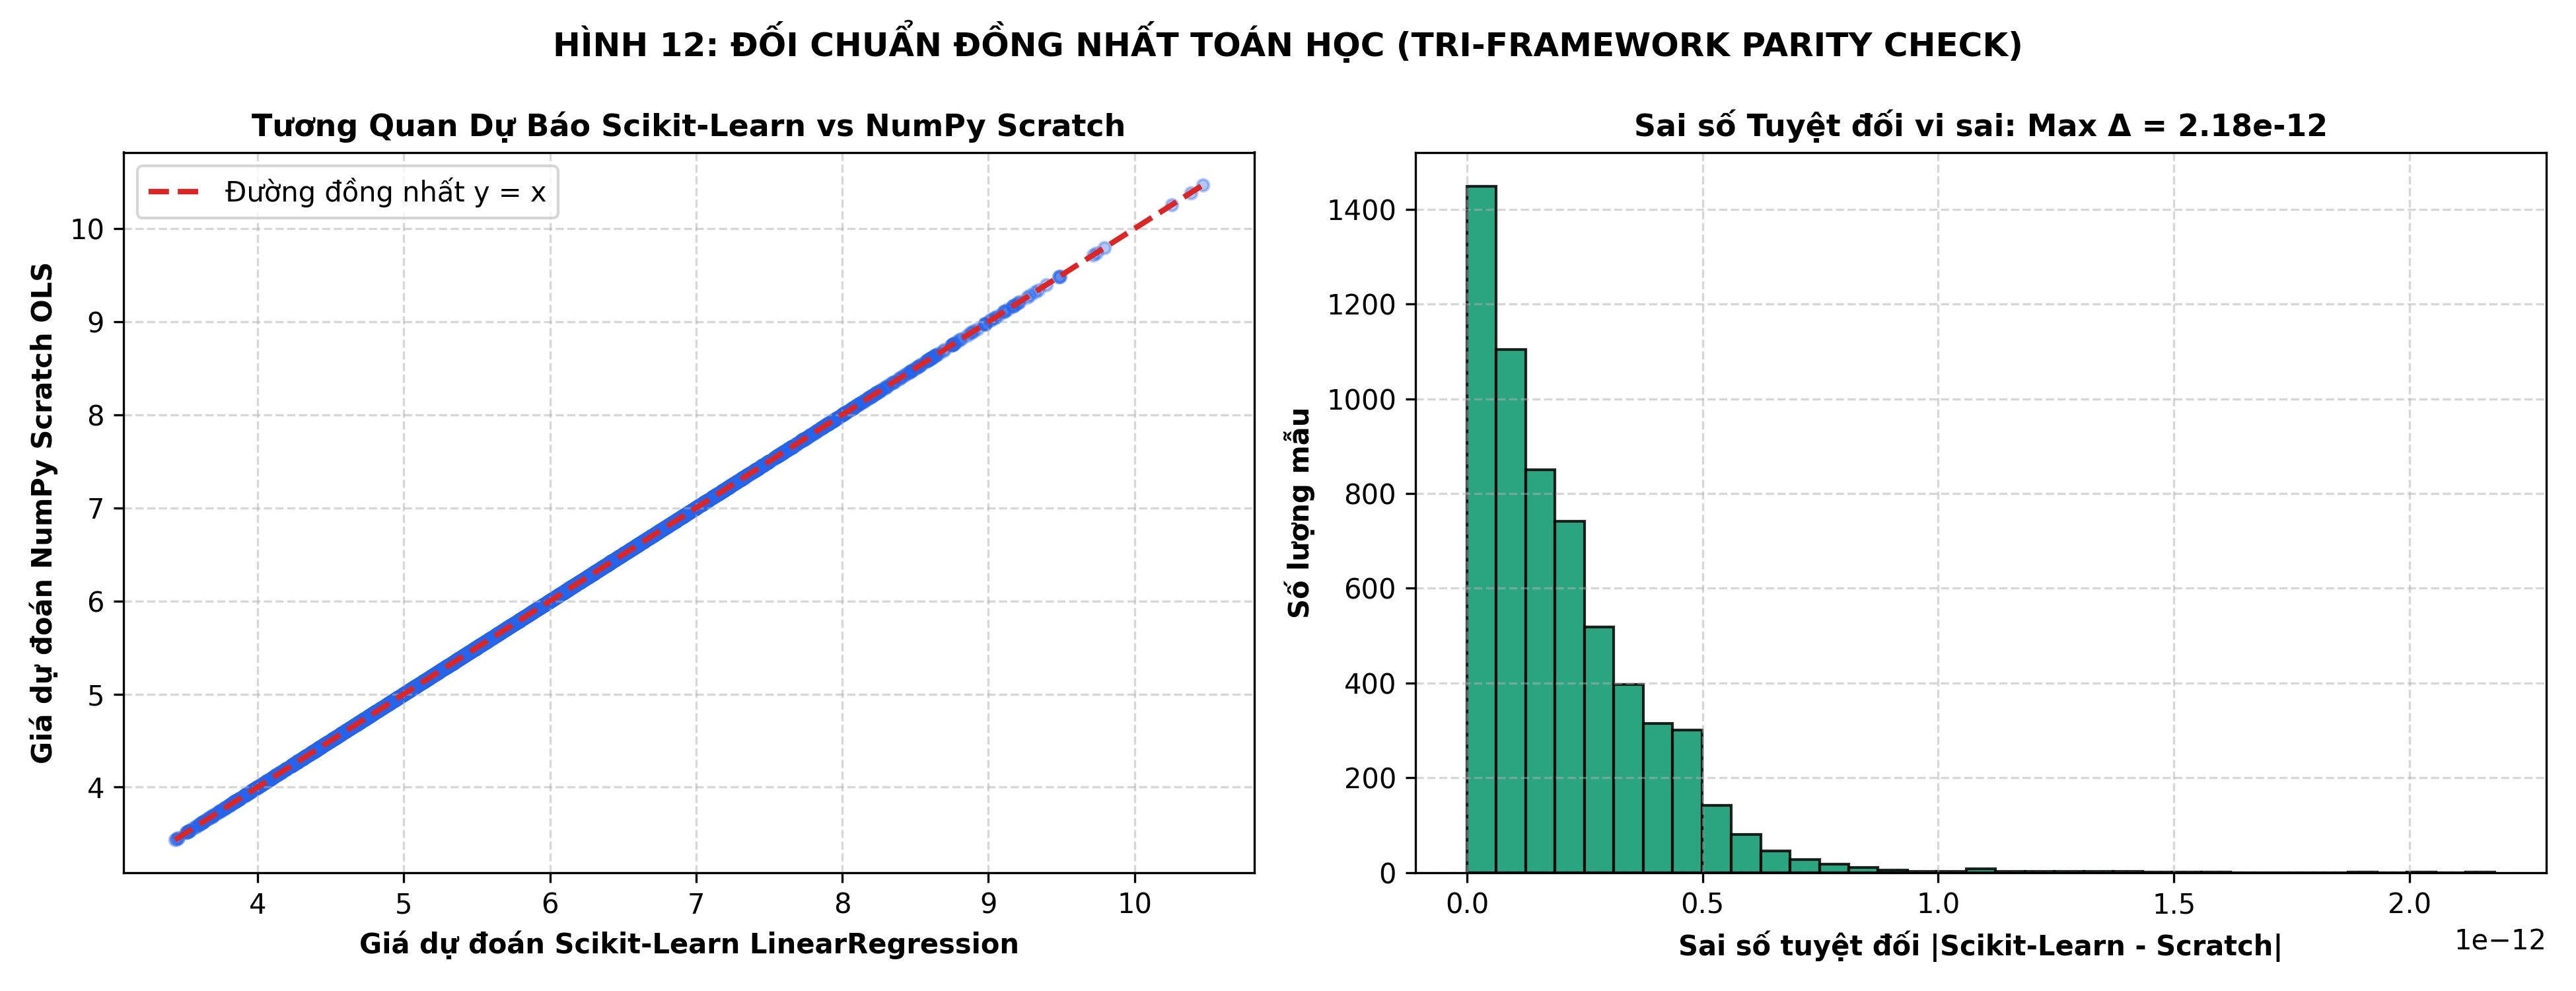 HÌNH 12: ĐỐI CHUẨN ĐỒNG NHẤT TOÁN HỌC (TRI-FRAMEWORK PARITY CHECK)
Tương Quan Dự Báo Scikit-Learn vs NumPy Scratch
Đường đồng nhất y = x
Giá dự đoán NumPy Scratch OLS
10
9
8
7
6
5
4
4 5 6 7 8 9 10
Giá dự đoán Scikit-Learn LinearRegression
Sai số Tuyệt đối vi sai: Max Δ = 2.18e-12
Số lượng mẫu
1400
1200
1000
800
600
400
200
0
0.0 0.5 1.0 1.5 2.0
1e−12
Sai số tuyệt đối |Scikit-Learn - Scratch|